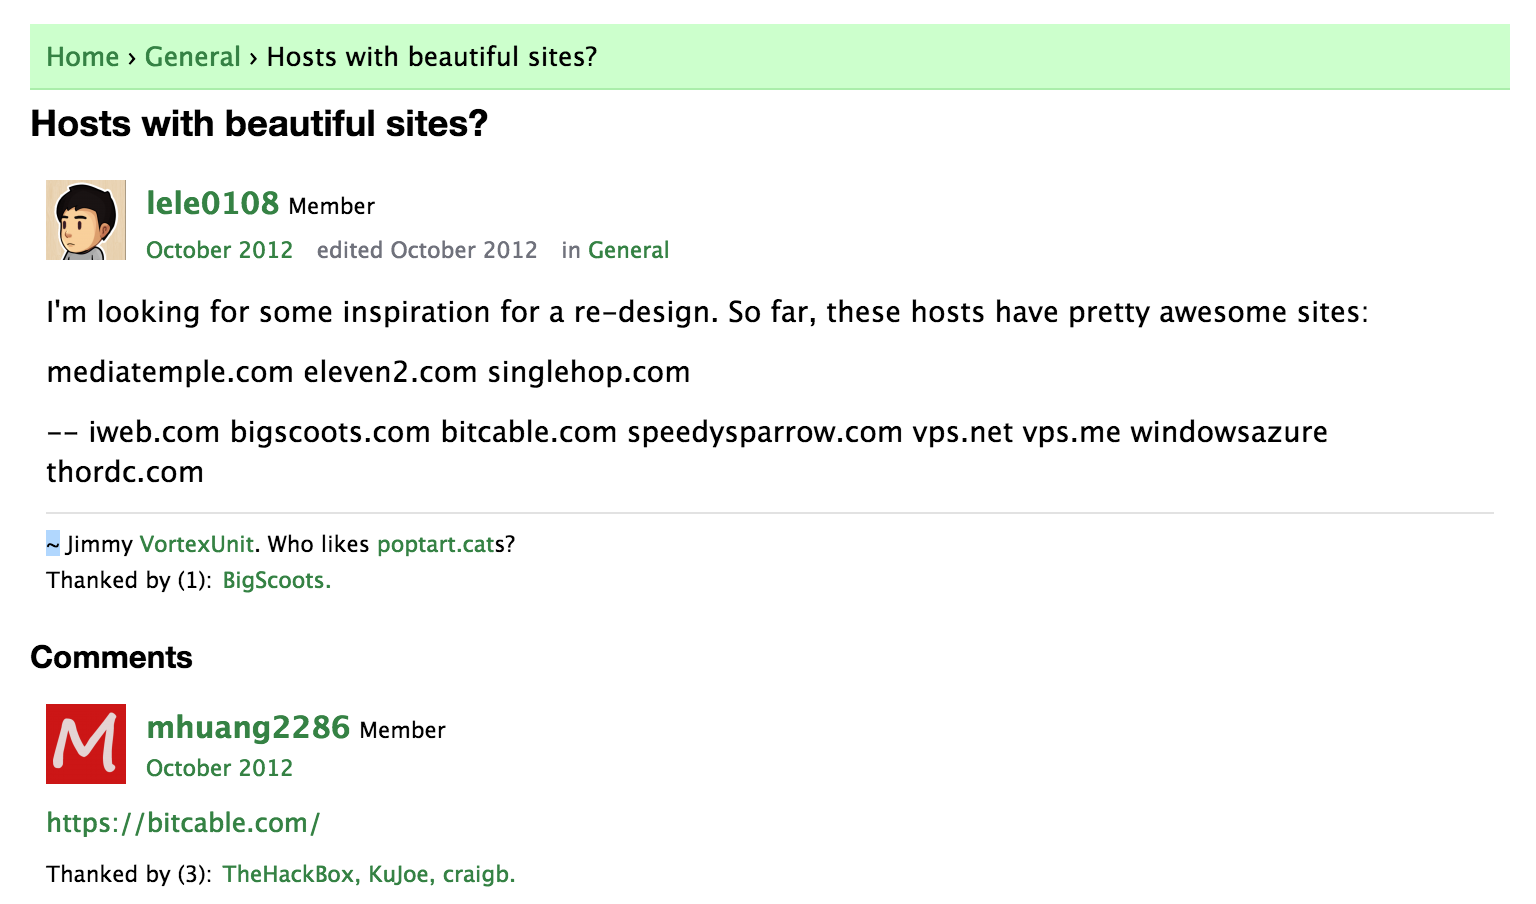 Home › General › Hosts with beautiful sites?
Hosts with beautiful sites?
lele0108 Member
October 2012 edited October 2012 in General
I'm looking for some inspiration for a re-design. So far, these hosts have pretty awesome sites:
mediatemple.com eleven2.com singlehop.com
-- iweb.com bigscoots.com bitcable.com speedysparrow.com vps.net vps.me windowsazure
thordc.com
~ Jimmy VortexUnit. Who likes poptart.cats?
Thanked by (1): BigScoots.
Comments
M
mhuang2286 Member
October 2012
https://bitcable.com/
Thanked by (3): TheHackBox, KuJoe, craigb.